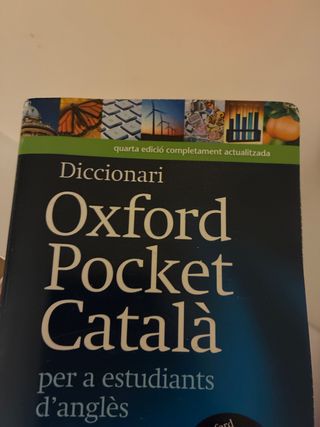 quarta edició completament actualitzada
Diccionari
Oxford
Pocket
Català
per a estudiants
d'anglès